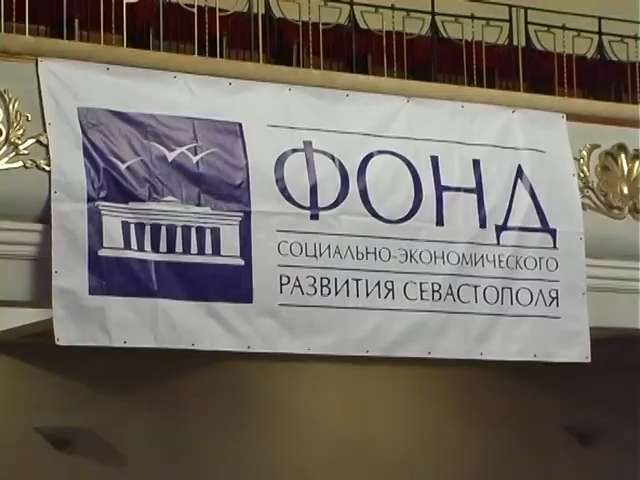 ФОНД
СОЦИАЛЬНО-ЭКОНОМИЧЕСКОГО
РАЗВИТИЯ СЕВАСТОПОЛЯ